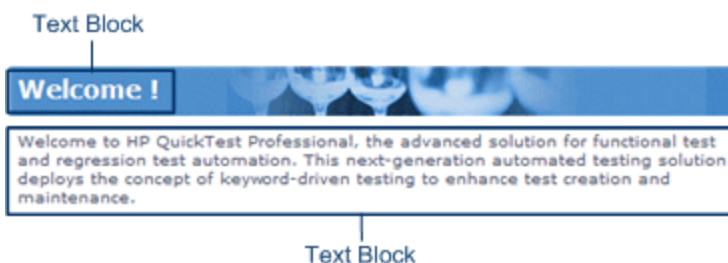 Text Block
Welcome !
Welcome to HP QuickTest Professional, the advanced solution for functional test
and regression test automation. This next-generation automated testing solution
deploys the concept of keyword-driven testing to enhance test creation and
maintenance.
Text Block